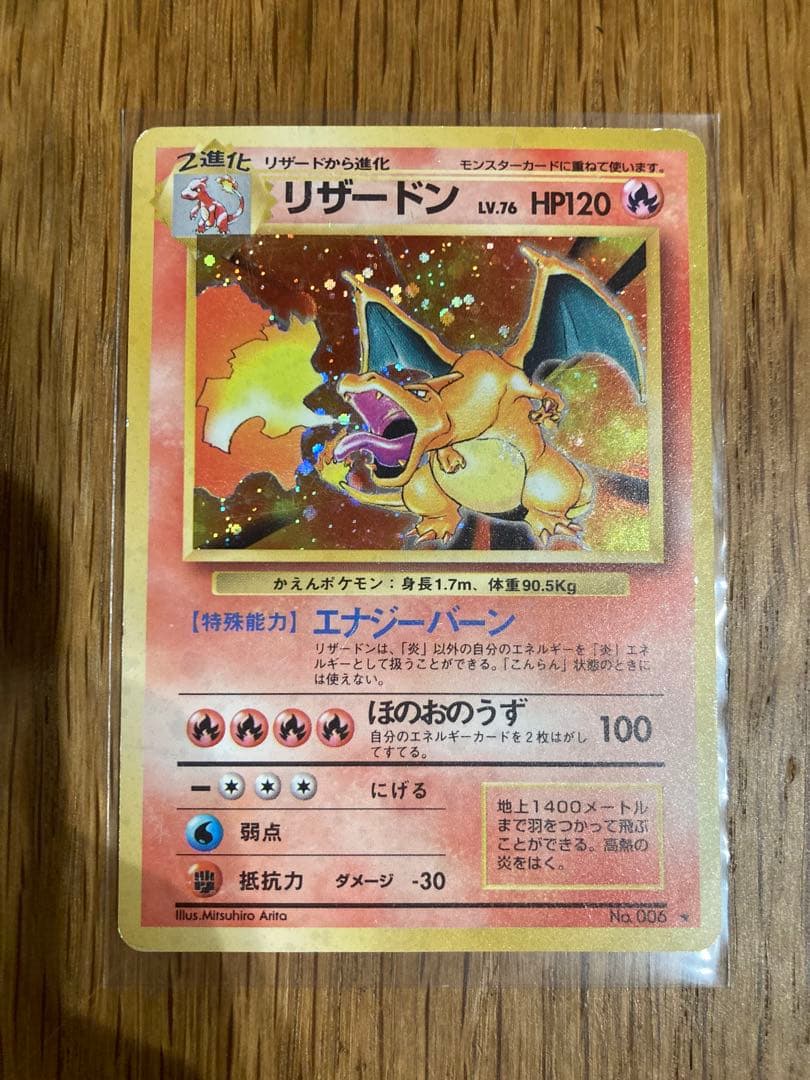 2進化 リザードから進化 モンスターカードに重ねて使います。
リザードン LV.76 HP120
かえんポケモン：身長1.7m、体重90.5Kg
【特殊能力】エナジーバーン
リザードンは、「炎」以外の自分のエネルギーを「炎」エネ
ルギーとして扱うことができる。「こんらん」状態のときに
は使えない。
ほのおのうず 100
自分のエネルギーカードを2枚はがし
てすてる。
ー にげる
弱点
抵抗力 ダメージ -30
地上1400メートル
まで羽をつかって飛ぶ
ことができる。高熱の
炎をはく。
Illus.Mitsuhiro Arita No. 006 ★